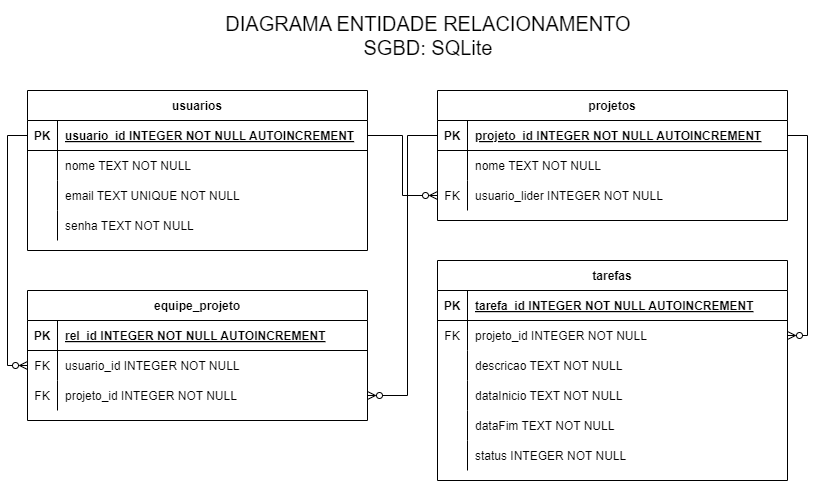 DIAGRAMA ENTIDADE RELACIONAMENTO
SGBD: SQLite
usuarios
PK usuario_id INTEGER NOT NULL AUTOINCREMENT
nome TEXT NOT NULL
email TEXT UNIQUE NOT NULL
senha TEXT NOT NULL
projetos
PK projeto_id INTEGER NOT NULL AUTOINCREMENT
nome TEXT NOT NULL
FK usuario_lider INTEGER NOT NULL
equipe_projeto
PK rel_id INTEGER NOT NULL AUTOINCREMENT
FK usuario_id INTEGER NOT NULL
FK projeto_id INTEGER NOT NULL
tarefas
PK tarefa_id INTEGER NOT NULL AUTOINCREMENT
FK projeto_id INTEGER NOT NULL
descricao TEXT NOT NULL
dataInicio TEXT NOT NULL
dataFim TEXT NOT NULL
status INTEGER NOT NULL